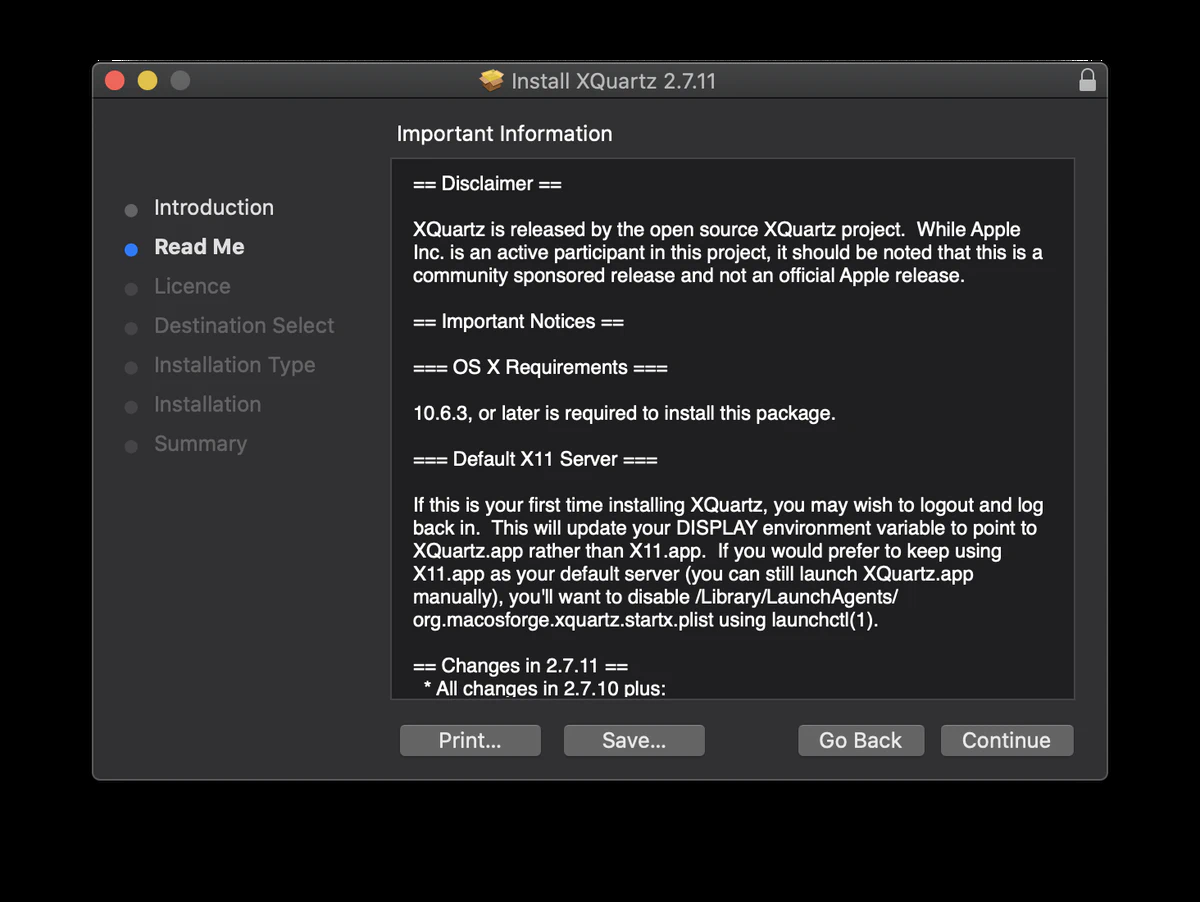 Install XQuartz 2.7.11
Important Information
Introduction
Read Me
Licence
Destination Select
Installation Type
Installation
Summary
== Disclaimer ==
XQuartz is released by the open source XQuartz project.  While Apple
Inc. is an active participant in this project, it should be noted that this is a
community sponsored release and not an official Apple release.
== Important Notices ==
=== OS X Requirements ===
10.6.3, or later is required to install this package.
=== Default X11 Server ===
If this is your first time installing XQuartz, you may wish to logout and log
back in.  This will update your DISPLAY environment variable to point to
XQuartz.app rather than X11.app.  If you would prefer to keep using
X11.app as your default server (you can still launch XQuartz.app
manually), you'll want to disable /Library/LaunchAgents/
org.macosforge.xquartz.startx.plist using launchctl(1).
== Changes in 2.7.11 ==
* All changes in 2.7.10 plus:
Print...
Save...
Go Back
Continue